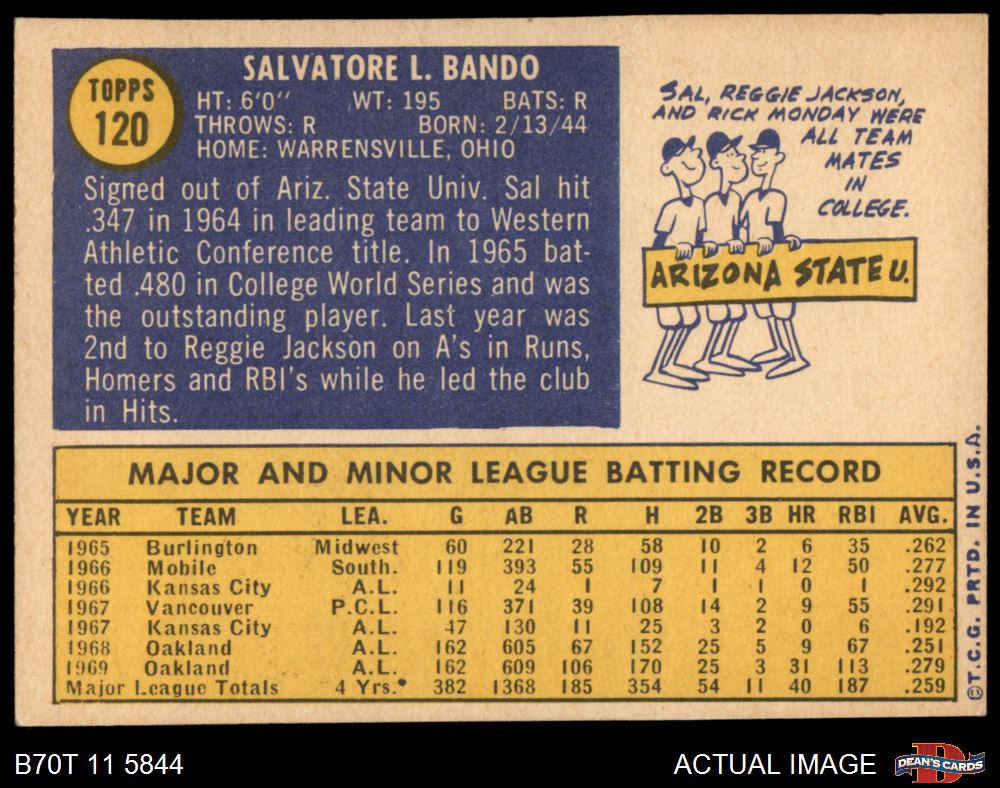 TOPPS
120
SALVATORE L. BANDO
HT: 6'0" WT: 195 BATS: R
THROWS: R BORN: 2/13/44
HOME: WARRENSVILLE, OHIO
Signed out of Ariz. State Univ. Sal hit
.347 in 1964 in leading team to Western
Athletic Conference title. In 1965 bat-
ted .480 in College World Series and was
the outstanding player. Last year was
2nd to Reggie Jackson on A's in Runs,
Homers and RBI's while he led the club
in Hits.
SAL, REGGIE JACKSON,
AND RICK MONDAY WERE
ALL TEAM
MATES
IN
COLLEGE.
ARIZONA STATE U.
MAJOR AND MINOR LEAGUE BATTING RECORD
YEAR TEAM LEA. G AB R H 2B 3B HR RBI AVG.
1965 Burlington Midwest 60 221 28 58 10 2 6 35 .262
1966 Mobile South. 119 393 55 109 11 4 12 50 .277
1966 Kansas City A.L. 11 24 1 7 1 1 0 1 .292
1967 Vancouver P.C.L. 116 371 39 108 14 2 9 55 .291
1967 Kansas City A.L. 47 130 11 25 3 2 0 6 .192
1968 Oakland A.L. 162 605 67 152 25 5 9 67 .251
1969 Oakland A.L. 162 609 106 170 25 3 31 113 .279
Major League Totals 4 Yrs. 382 1368 185 354 54 11 40 187 .259
©T.C.G. PRTD. IN U.S.A.
B70T 11 5844
ACTUAL IMAGE
DEAN'S CARDS